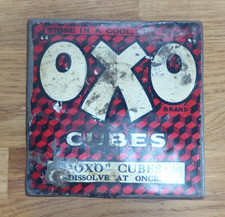 STORE IN A COOL
"OXO"
BRAND
CUBES
"OXO" CUBES
DISSOLVE AT ONCE